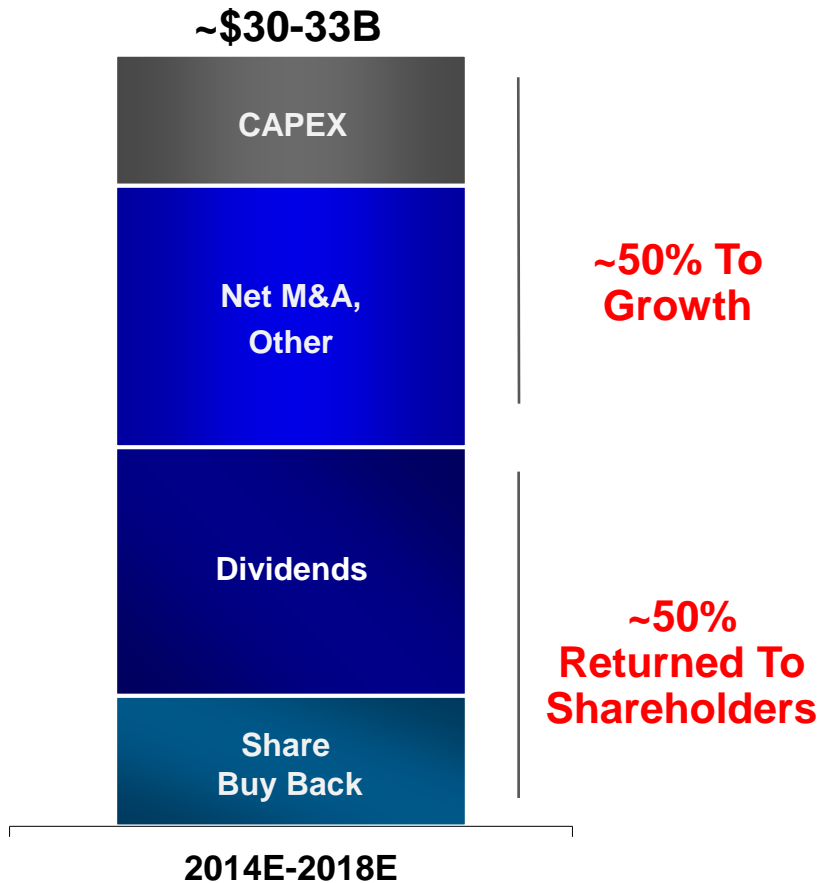 ~$30-33B
CAPEX
Net M&A,
Other
~50% To
Growth
Dividends
~50%
Returned To
Shareholders
Share
Buy Back
2014E-2018E